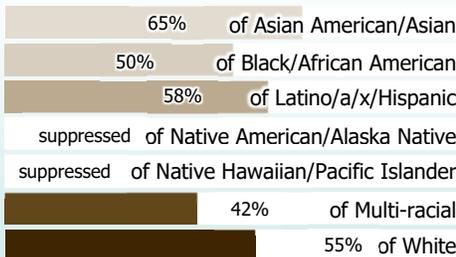 65% of Asian American/Asian
50% of Black/African American
58% of Latino/a/x/Hispanic
suppressed of Native American/Alaska Native
suppressed of Native Hawaiian/Pacific Islander
42% of Multi-racial
55% of White